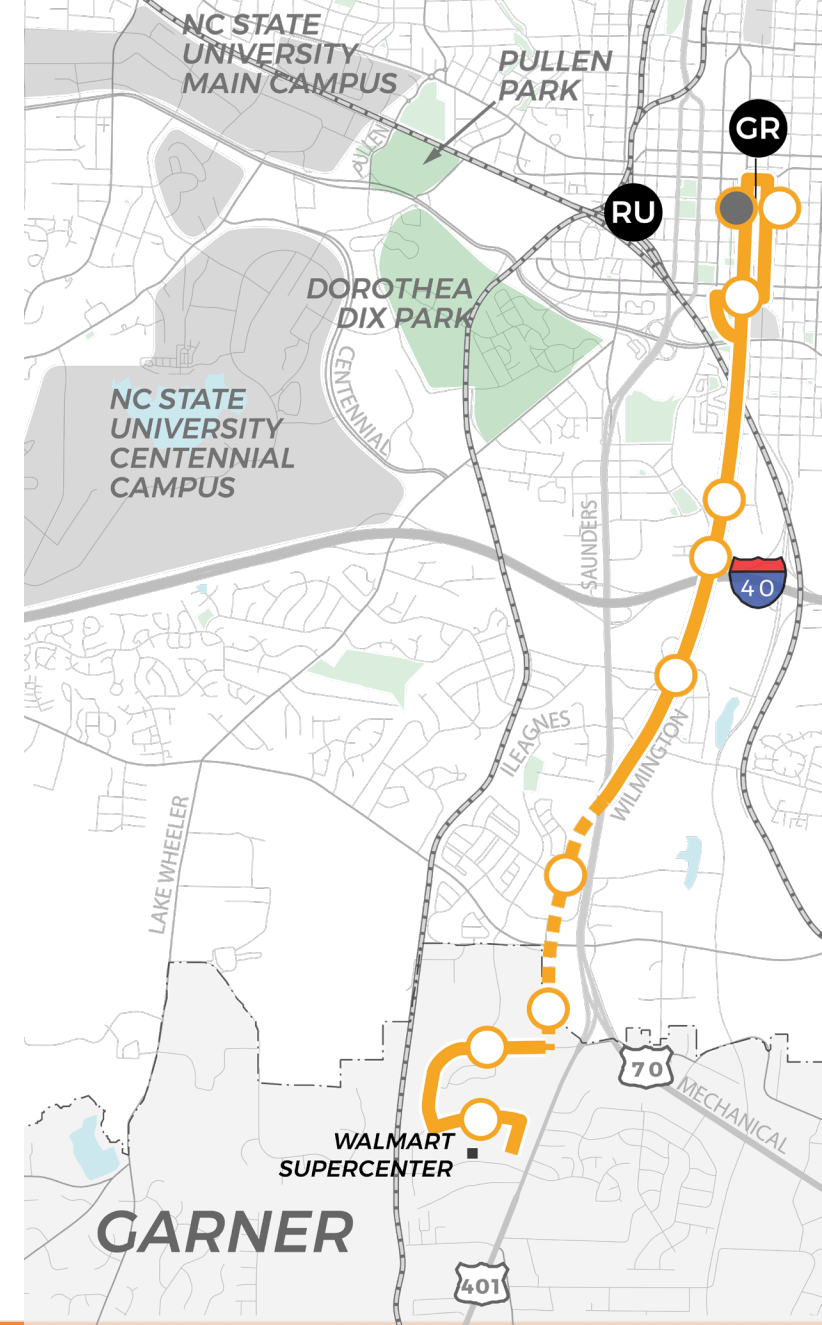 NC STATE
UNIVERSITY
MAIN CAMPUS
PULLEN
PARK
GR
PULLEN
RU
DOROTHEA
DIX PARK
CENTENNIAL
NC STATE
UNIVERSITY
CENTENNIAL
CAMPUS
SAUNDERS
40
ILEAGNES
WILMINGTON
LAKE WHEELER
70
MECHANICAL
WALMART
SUPERCENTER
GARNER
401